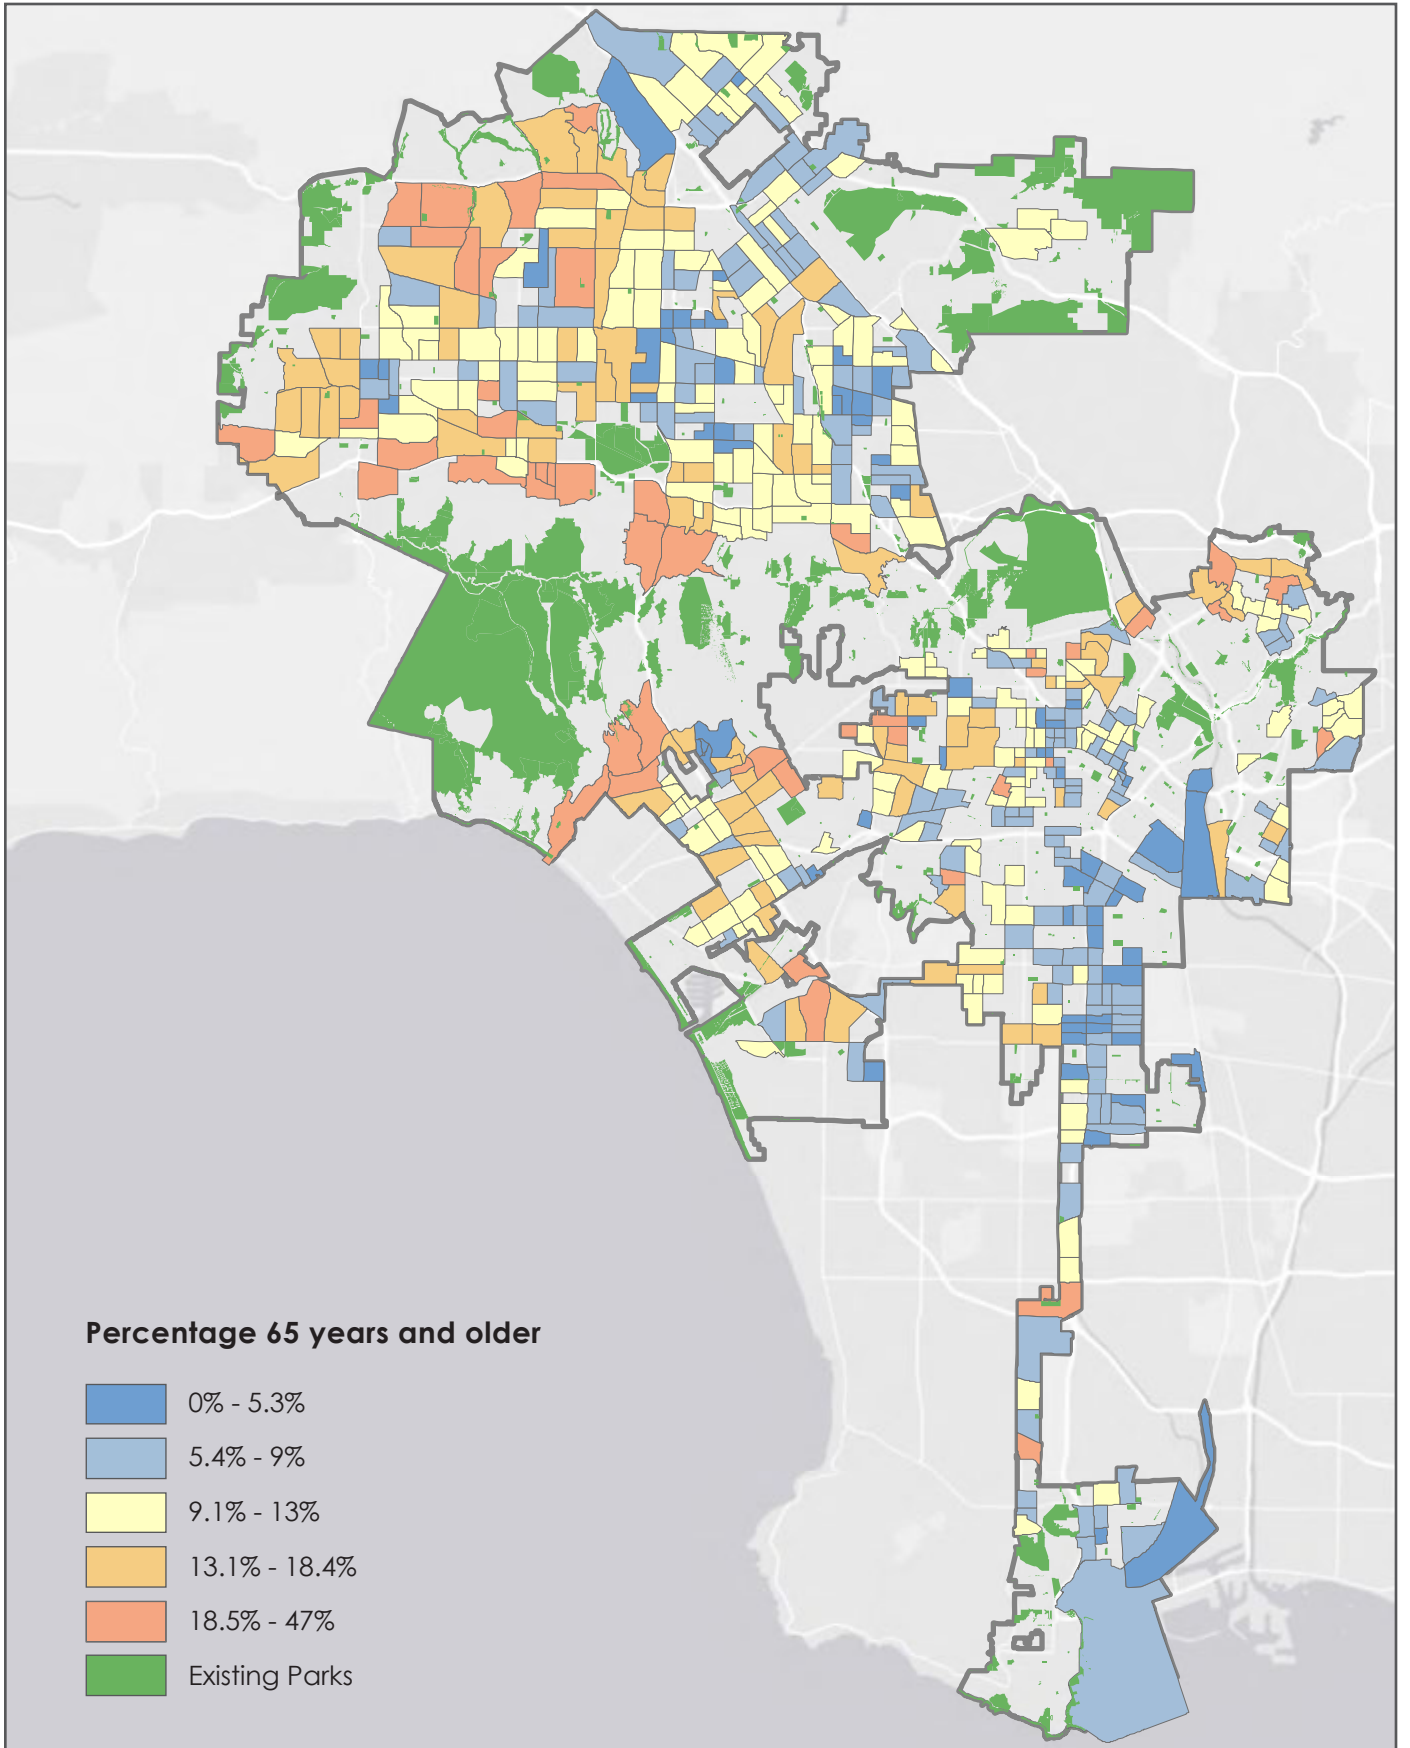 Percentage 65 years and older
0% - 5.3%
5.4% - 9%
9.1% - 13%
13.1% - 18.4%
18.5% - 47%
Existing Parks